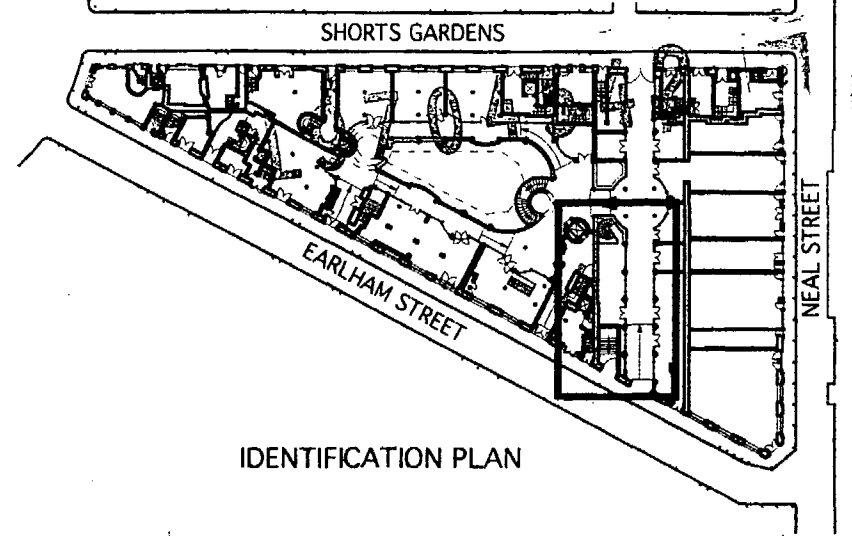 SHORTS GARDENS
NEAL STREET
EARLHAM STREET
IDENTIFICATION PLAN